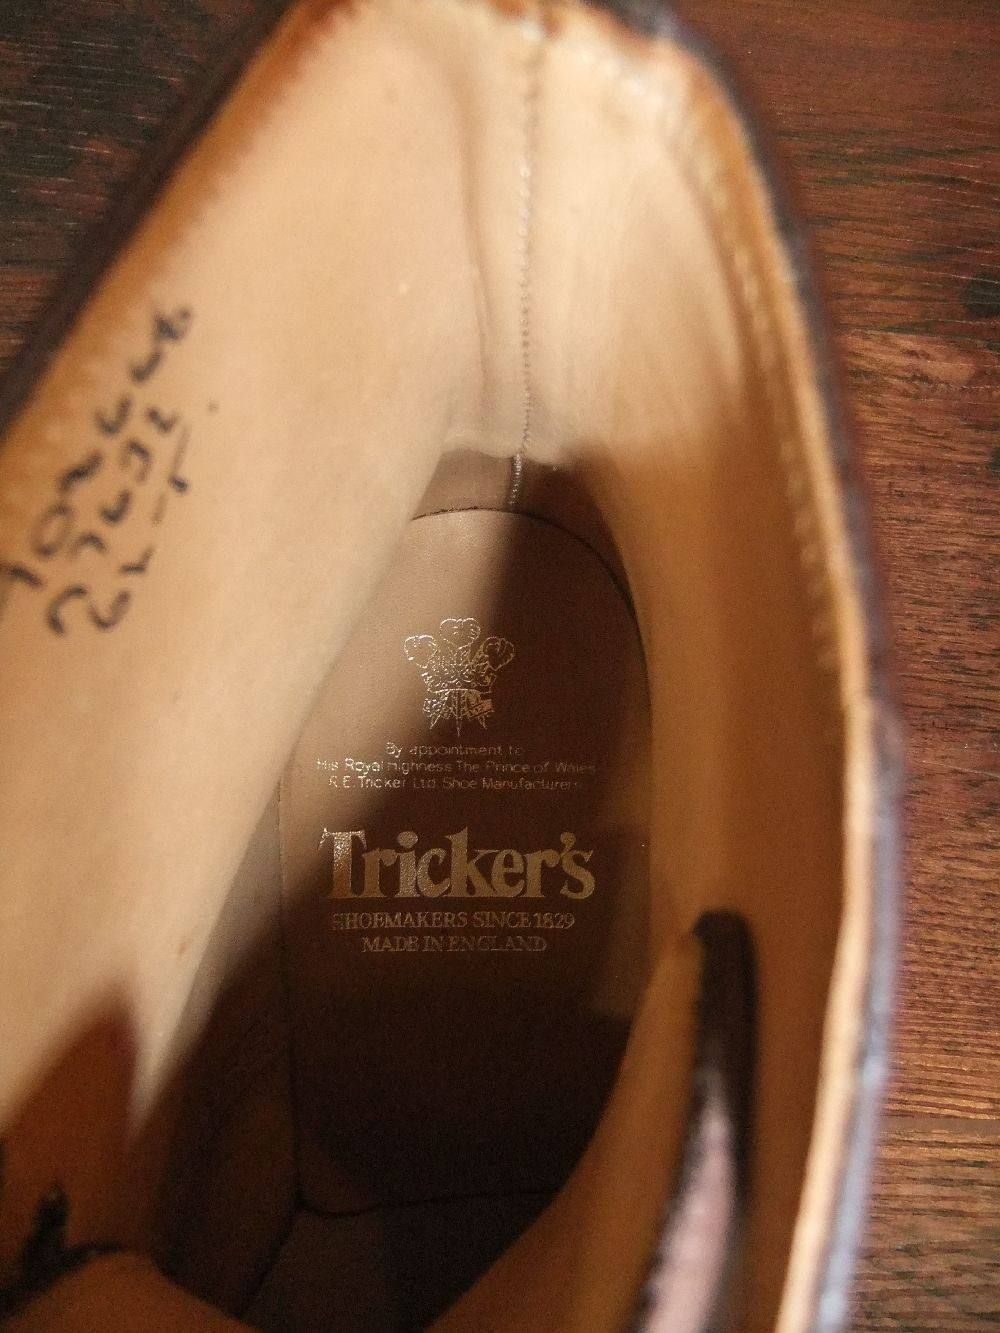 By appointment to
His Royal Highness The Prince of Wales
R.E. Tricker Ltd. Shoe Manufacturers
Tricker's
SHOEMAKERS SINCE 1829
MADE IN ENGLAND